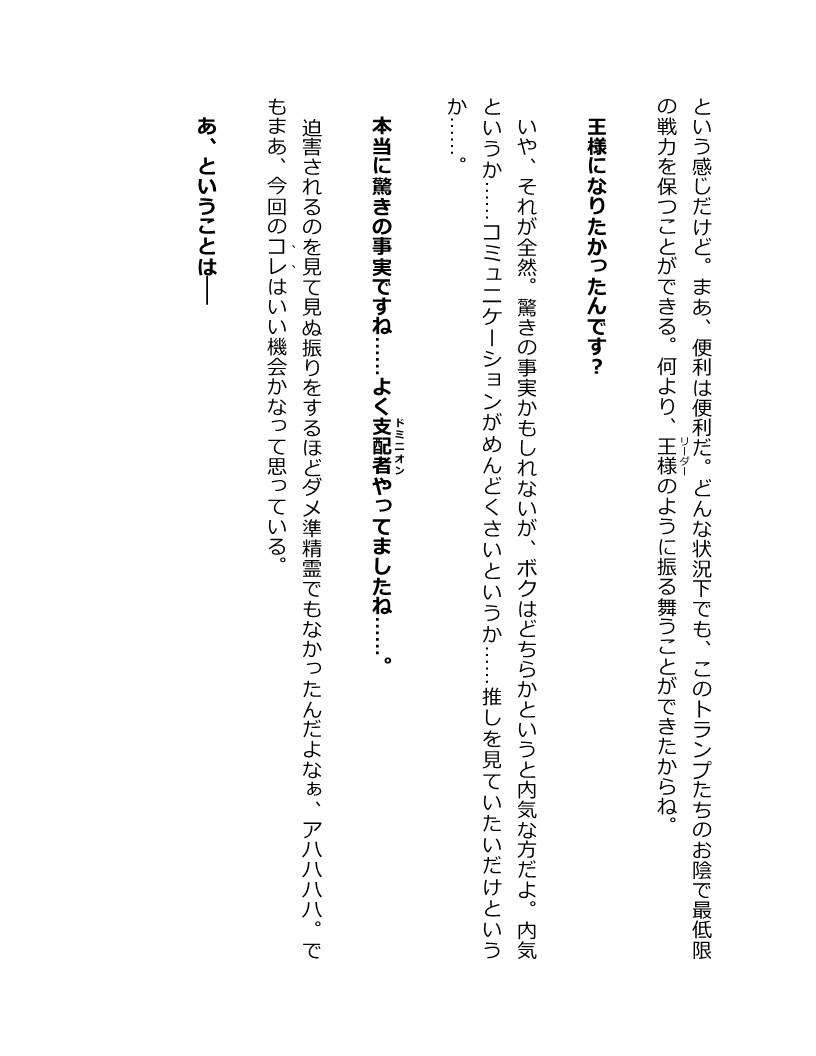 という感じだけど。まあ、便利は便利だ。どんな状況下でも、このトランプたちのお陰で最低限
の戦力を保つことができる。何より、王様のように振る舞うことができたからね。
リーダー
王様になりたかったんです？
いや、それが全然。驚きの事実かもしれないが、ボクはどちらかというと内気な方だよ。内気
というか……コミュニケーションがめんどくさいというか……推しを見ていたいだけという
か……。
本当に驚きの事実ですね……よく支配者やってましたね……。
ドミニオン
迫害されるのを見て見ぬ振りをするほどダメ準精霊でもなかったんだよなぁ、アハハハハ。で
もまあ、今回のコレはいい機会かなって思っている。
あ、ということは――